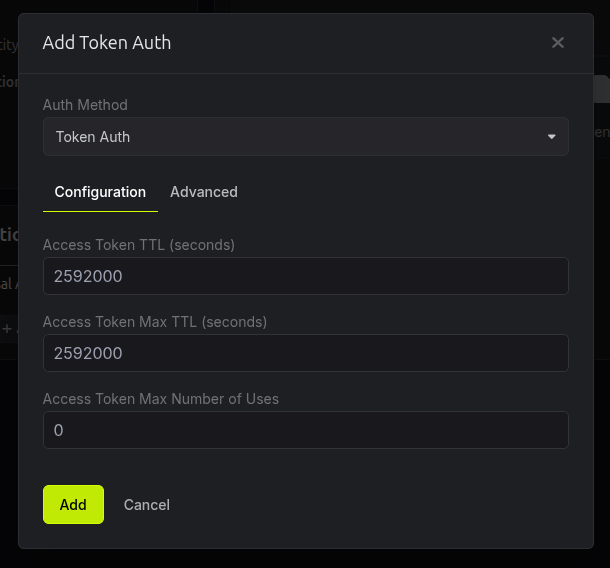 Add Token Auth
Auth Method
Token Auth
Configuration Advanced
Access Token TTL (seconds)
2592000
Access Token Max TTL (seconds)
2592000
Access Token Max Number of Uses
0
Add Cancel